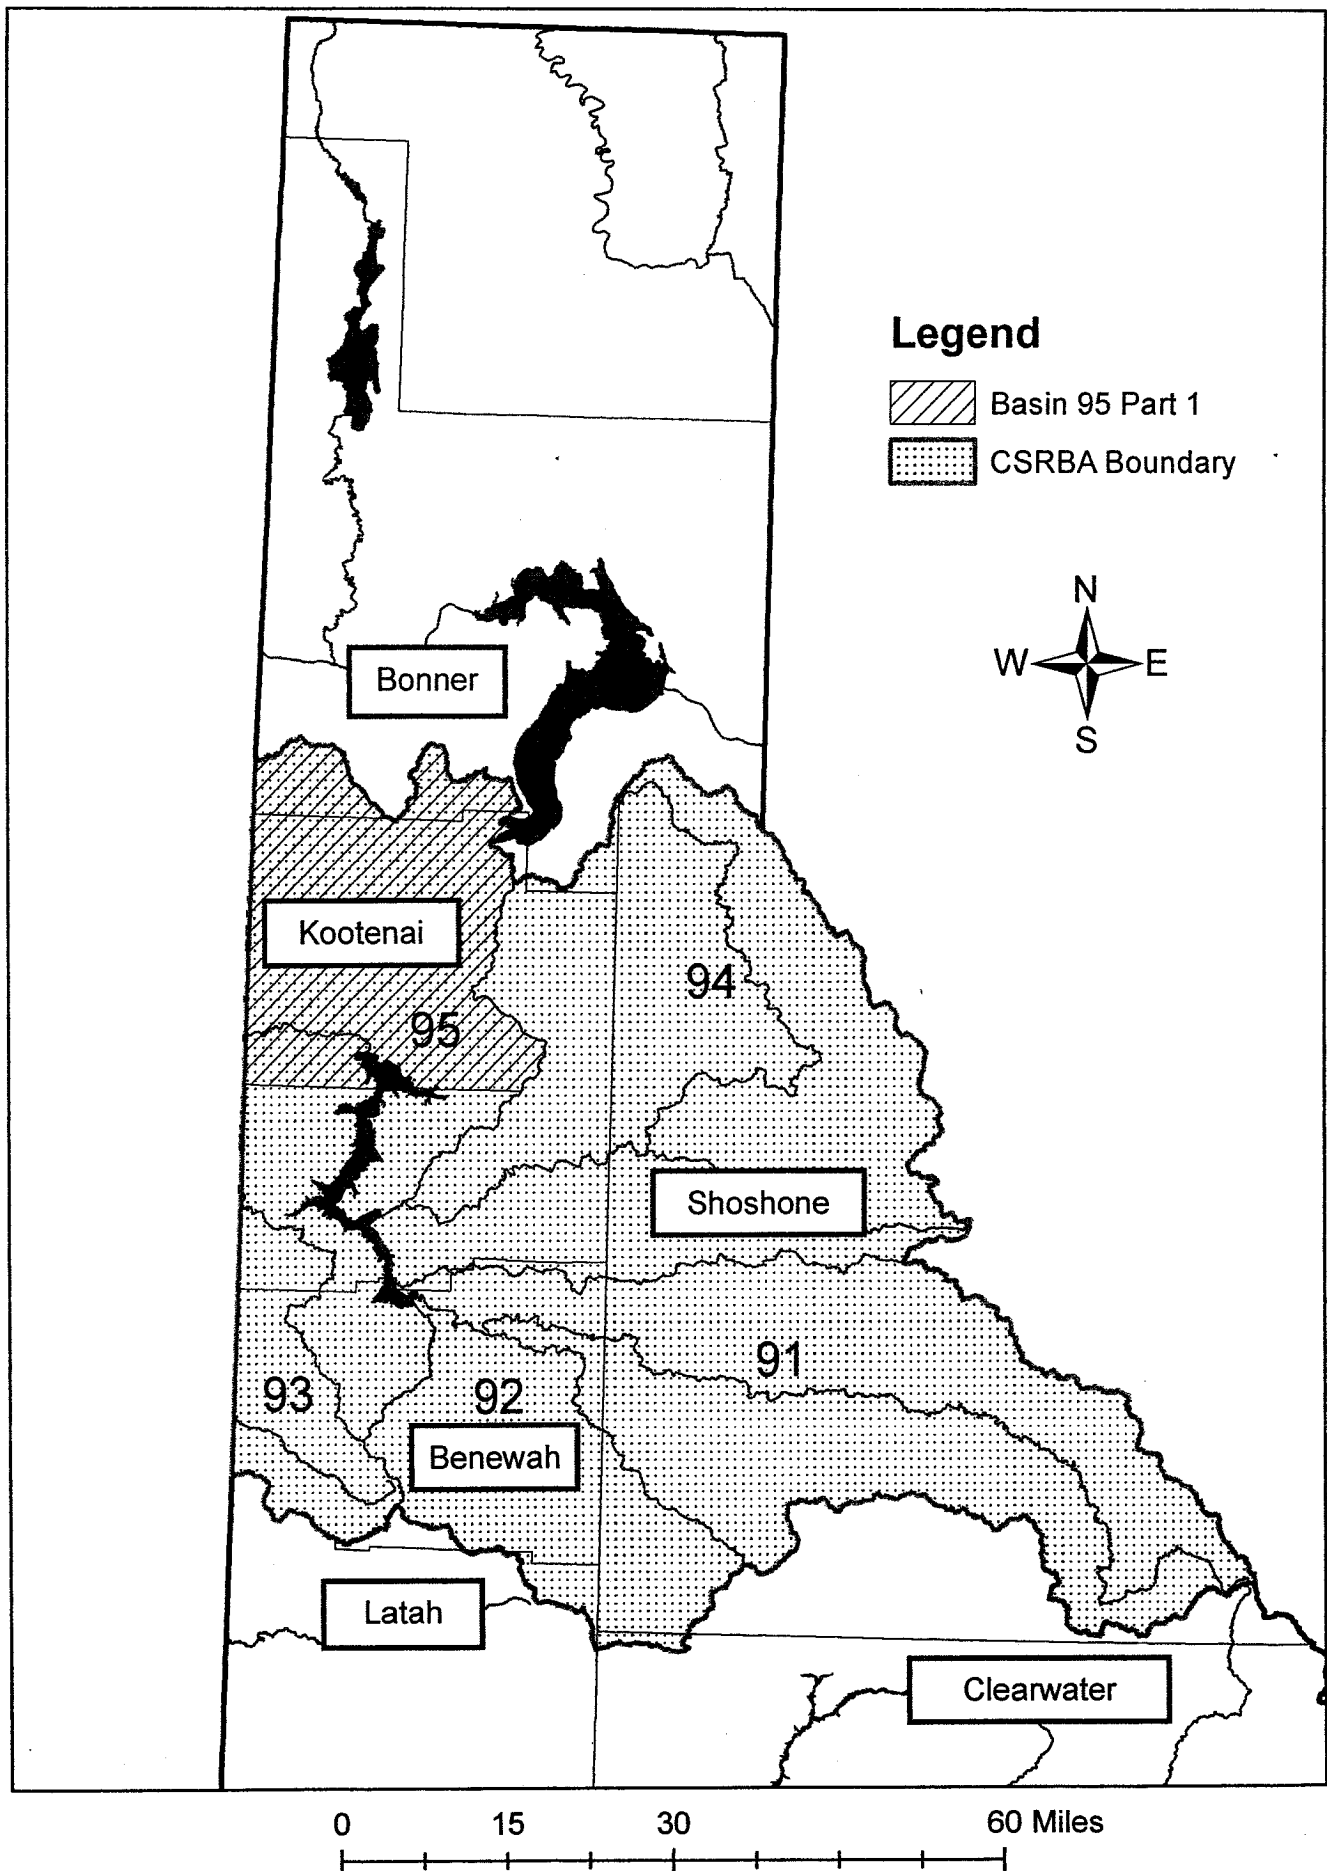 Legend
Basin 95 Part 1
CSRBA Boundary
N
W E
S
Bonner
Kootenai
94
95
Shoshone
91
93
92
Benewah
Latah
Clearwater
0 15 30 60 Miles